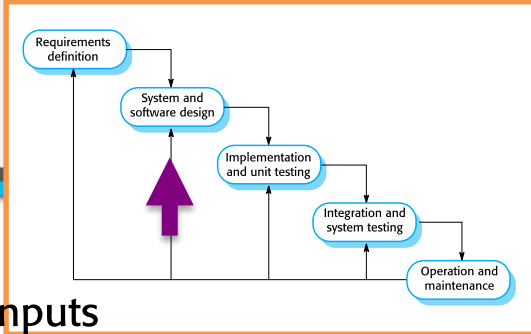 Requirements
definition
System and
software design
Implementation
and unit testing
Integration and
system testing
Operation and
maintenance
nputs